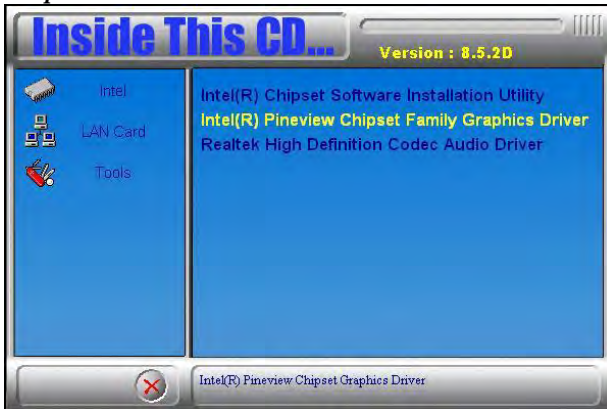 Inside This CD...
Version : 8.5.2D
Intel
LAN Card
Tools
Intel(R) Chipset Software Installation Utility
Intel(R) Pineview Chipset Family Graphics Driver
Realtek High Definition Codec Audio Driver
Intel(R) Pineview Chipset Graphics Driver